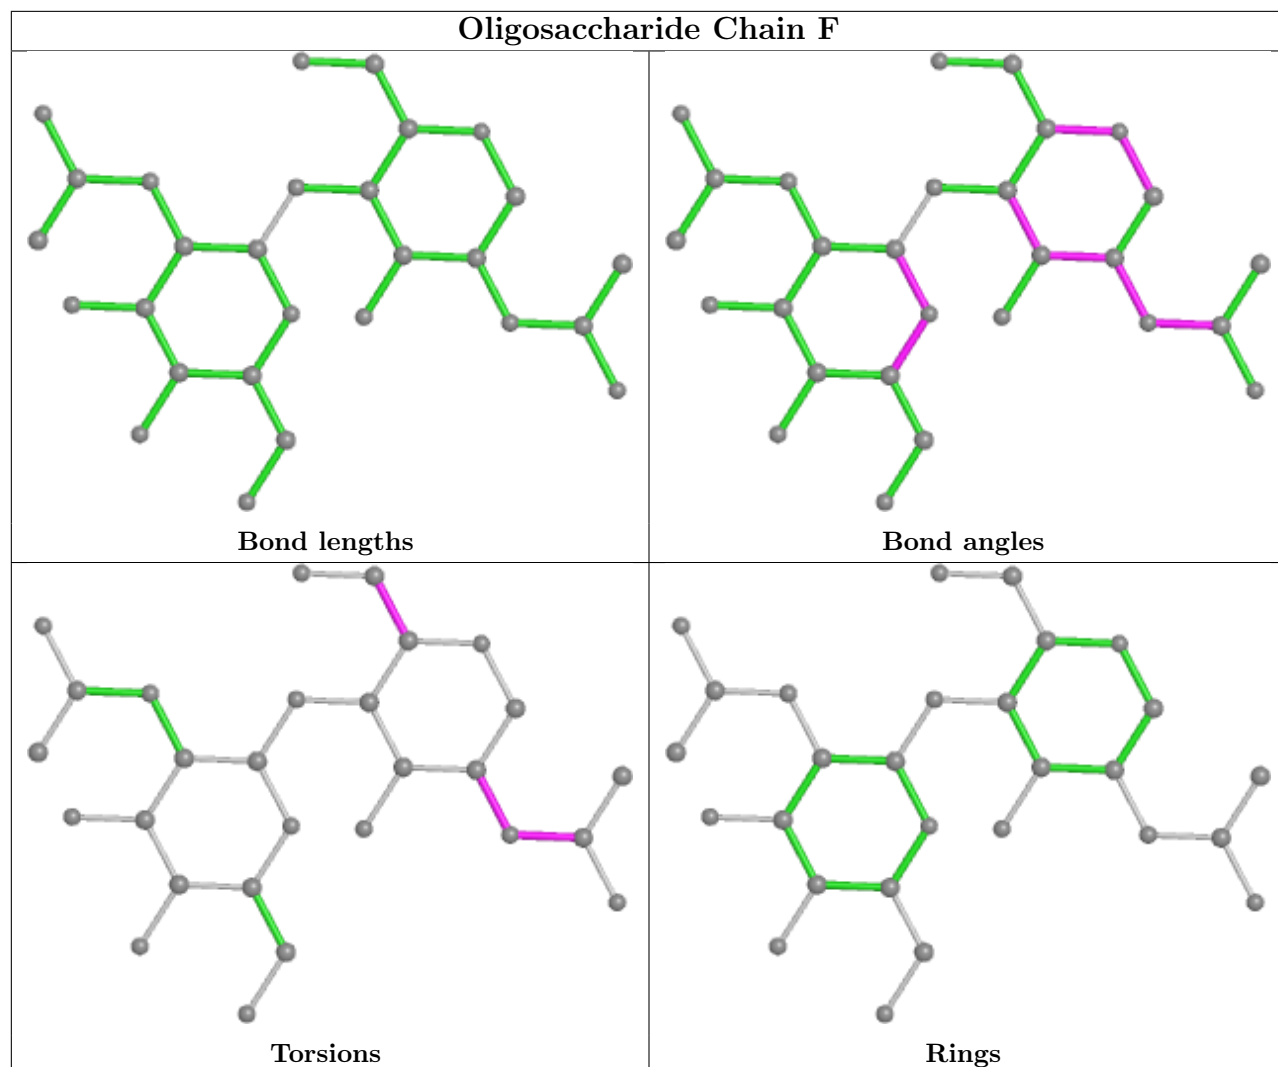 Oligosaccharide Chain F
Bond lengths
Bond angles
Torsions
Rings